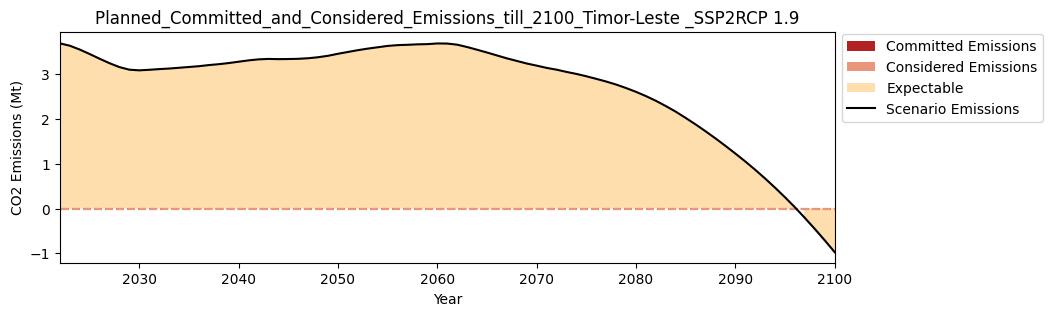 Planned_Committed_and_Considered_Emissions_till_2100_Timor-Leste _SSP2RCP 1.9
CO2 Emissions (Mt)
3
2
1
0
−1
2030 2040 2050 2060 2070 2080 2090 2100
Year
Committed Emissions
Considered Emissions
Expectable
Scenario Emissions